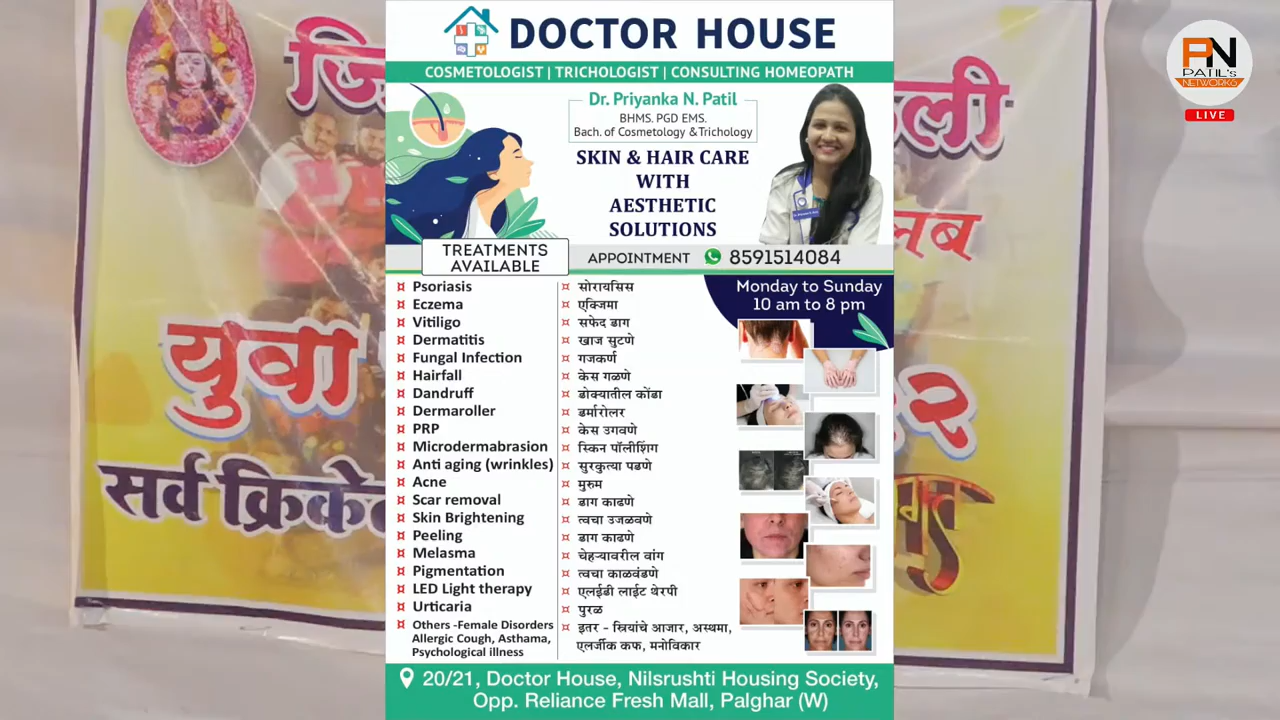 DOCTOR HOUSE
COSMETOLOGIST | TRICHOLOGIST | CONSULTING HOMEOPATH
Dr. Priyanka N. Patil
BHMS. PGD EMS.
Bach. of Cosmetology & Trichology
SKIN & HAIR CARE
WITH
AESTHETIC
SOLUTIONS
TREATMENTS
AVAILABLE
APPOINTMENT 8591514084
Monday to Sunday
10 am to 8 pm
Psoriasis
Eczema
Vitiligo
Dermatitis
Fungal Infection
Hairfall
Dandruff
Dermaroller
PRP
Microdermabrasion
Anti aging (wrinkles)
Acne
Scar removal
Skin Brightening
Peeling
Melasma
Pigmentation
LED Light therapy
Urticaria
Others -Female Disorders
Allergic Cough, Asthama,
Psychological illness
सोरायसिस
एक्जिमा
सफेद डाग
खाज सुटणे
गजकर्ण
केस गळणे
डोक्यातील कोंडा
डर्मारोलर
केस उगवणे
स्किन पॉलीशिंग
सुरकुत्या पडणे
मुरुम
डाग काढणे
त्वचा उजळवणे
डाग काढणे
चेहऱ्यावरील वांग
त्वचा काळवंडणे
एलईडी लाईट थेरपी
पुरळ
इतर - स्त्रियांचे आजार, अस्थमा,
एलर्जीक कफ, मनोविकार
20/21, Doctor House, Nilsrushti Housing Society,
Opp. Reliance Fresh Mall, Palghar (W)
PN
PATIL's
NETWORKS
LIVE
युवा
सर्व